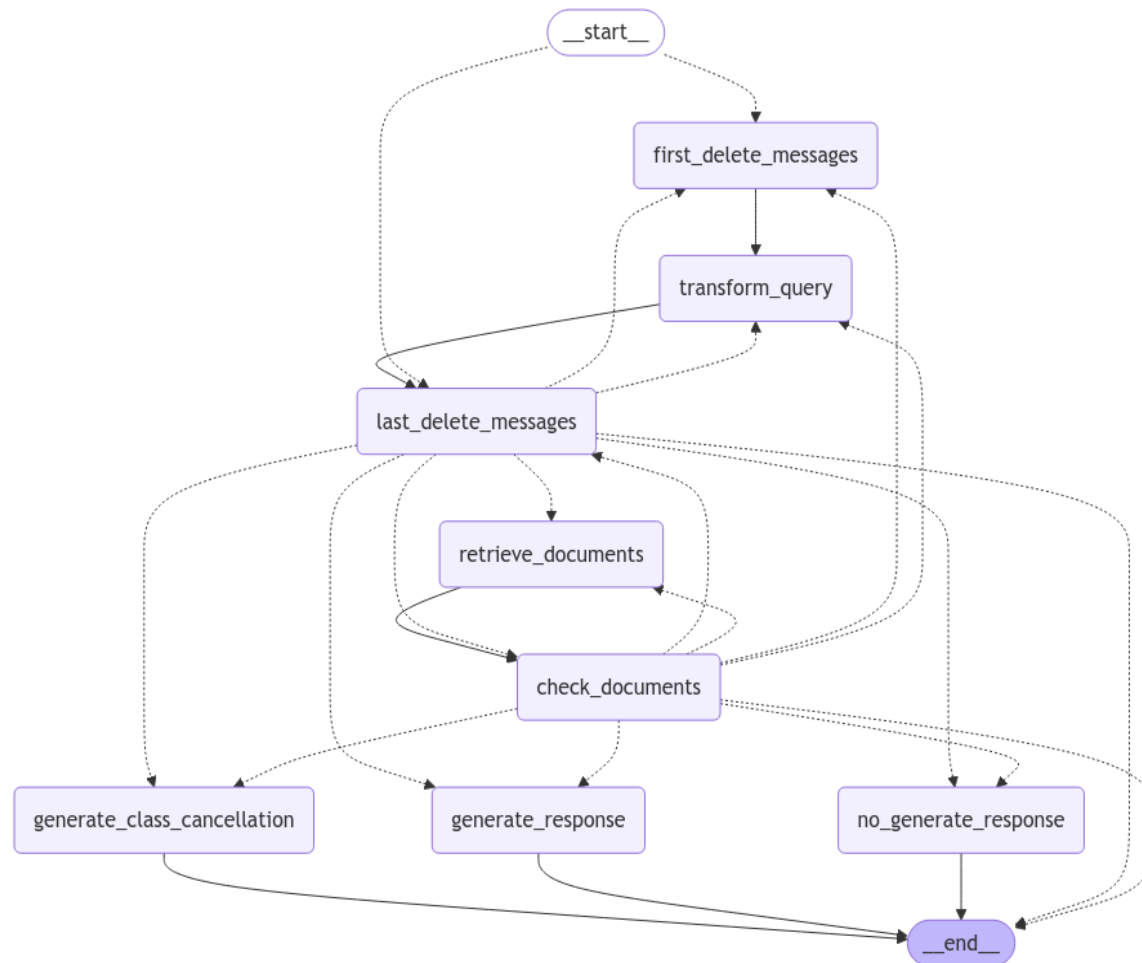 __start__
first_delete_messages
transform_query
last_delete_messages
retrieve_documents
check_documents
generate_class_cancellation
generate_response
no_generate_response
__end__